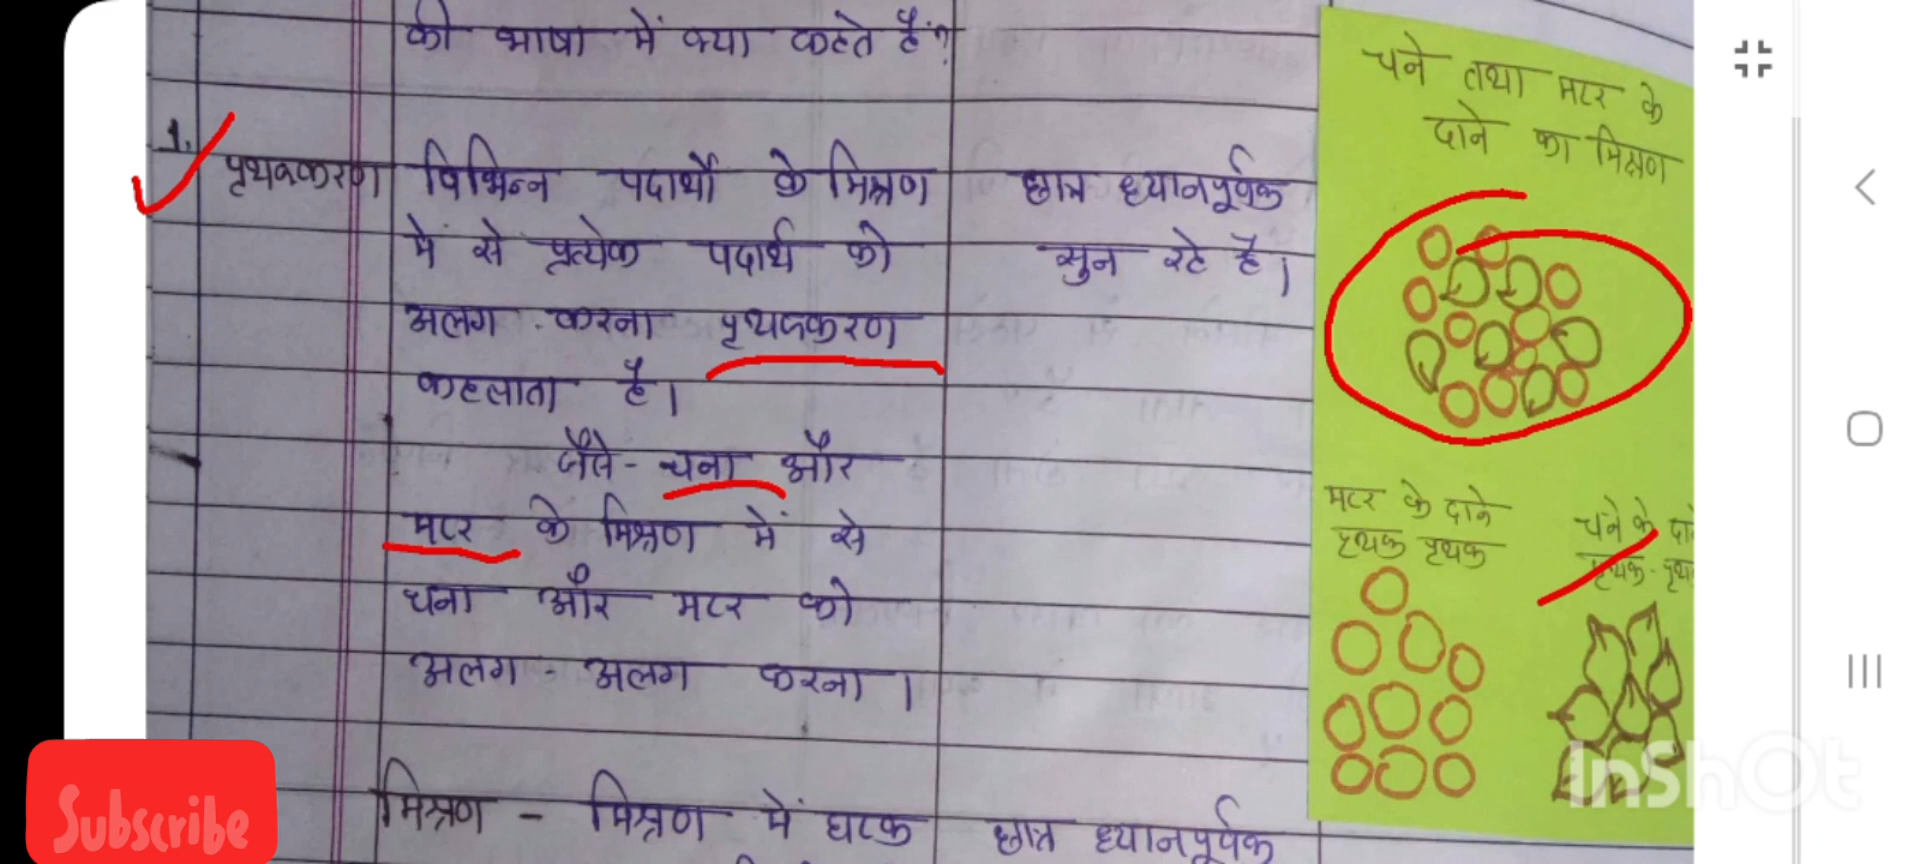 की भाषा में क्या कहते हैं?
1.
पृथक्करण
विभिन्न पदार्थों के मिश्रण
में से प्रत्येक पदार्थ को
अलग करना पृथक्करण
कहलाता है।
जैसे - चना और
मटर के मिश्रण में से
चना और मटर को
अलग - अलग करना।
मिश्रण - मिश्रण में घटक
छात्र ध्यानपूर्वक
सुन रहे है।
छात्र ध्यानपूर्वक
चने तथा मटर के
दाने का मिश्रण
मटर के दाने
पृथक पृथक
चने के
पृथक -
Subscribe
InShOt